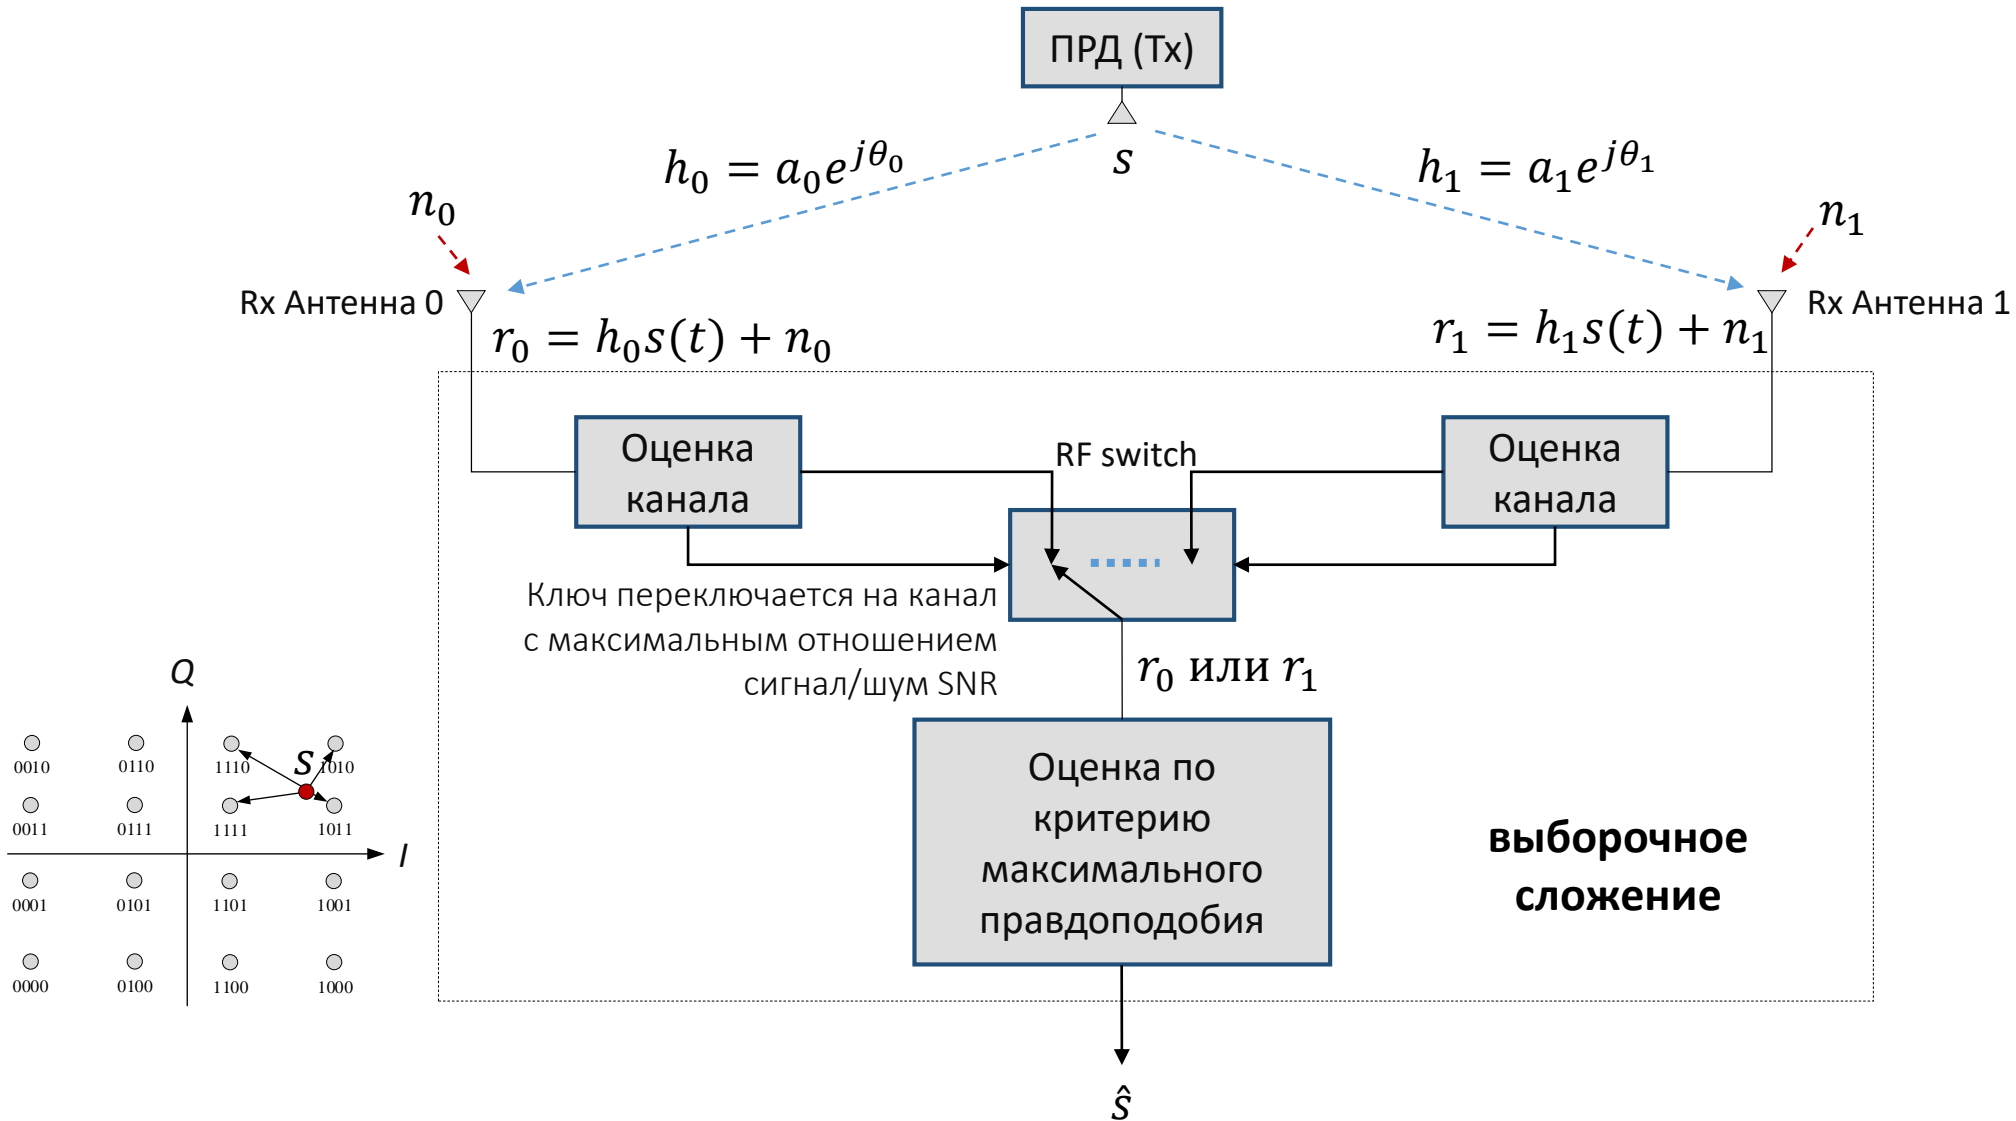 ПРД (Tx)
s
h₀ = a₀e^{jθ₀}
h₁ = a₁e^{jθ₁}
n₀
n₁
Rx Антенна 0
Rx Антенна 1
r₀ = h₀s(t) + n₀
r₁ = h₁s(t) + n₁
Оценка
канала
RF switch
Оценка
канала
Ключ переключается на канал
с максимальным отношением
сигнал/шум SNR
r₀ или r₁
Оценка по
критерию
максимального
правдоподобия
выборочное
сложение
ŝ
Q
s
0010 0110 1110 1010
0011 0111 1111 1011
I
0001 0101 1101 1001
0000 0100 1100 1000